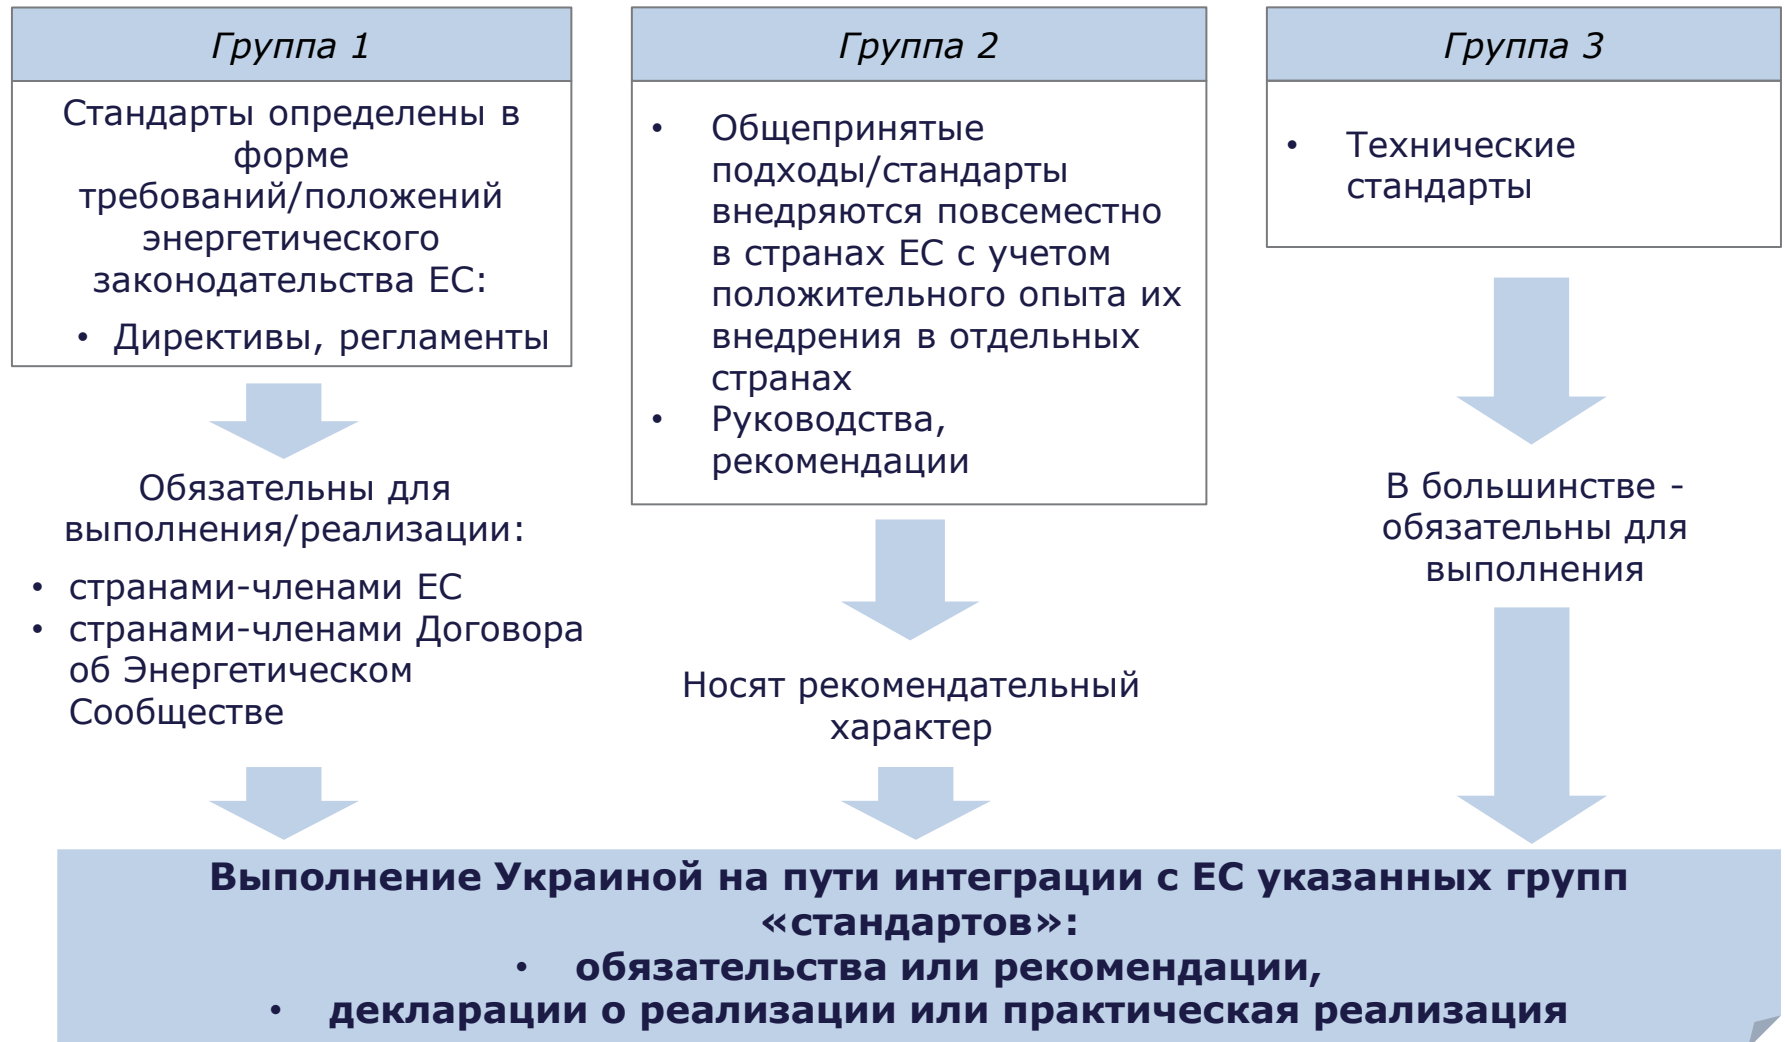 Группа 1
Стандарты определены в
форме
требований/положений
энергетического
законодательства ЕС:
• Директивы, регламенты
Обязательны для
выполнения/реализации:
• странами-членами ЕС
• странами-членами Договора
об Энергетическом
Сообществе
Группа 2
• Общепринятые
подходы/стандарты
внедряются повсеместно
в странах ЕС с учетом
положительного опыта их
внедрения в отдельных
странах
• Руководства,
рекомендации
Носят рекомендательный
характер
Группа 3
• Технические
стандарты
В большинстве -
обязательны для
выполнения
Выполнение Украиной на пути интеграции с ЕС указанных групп
«стандартов»:
• обязательства или рекомендации,
• декларации о реализации или практическая реализация